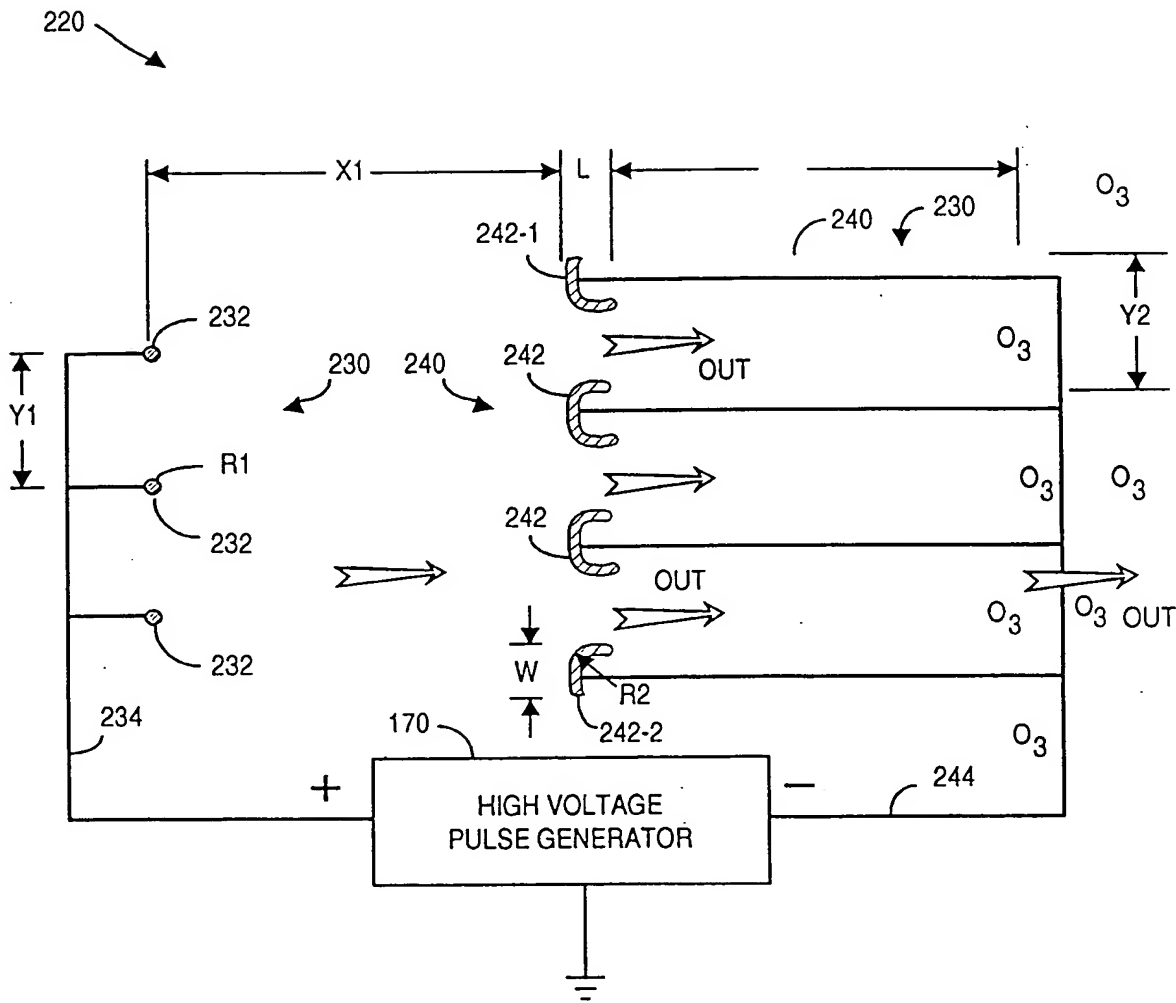 220
X1
L
O3
240
230
242-1
232
Y2
O3
OUT
Y1
230
240
242
R1
O3
O3
232
242
OUT
O3
O3
OUT
232
W
R2
234
170
242-2
O3
+
−
244
HIGH VOLTAGE
PULSE GENERATOR